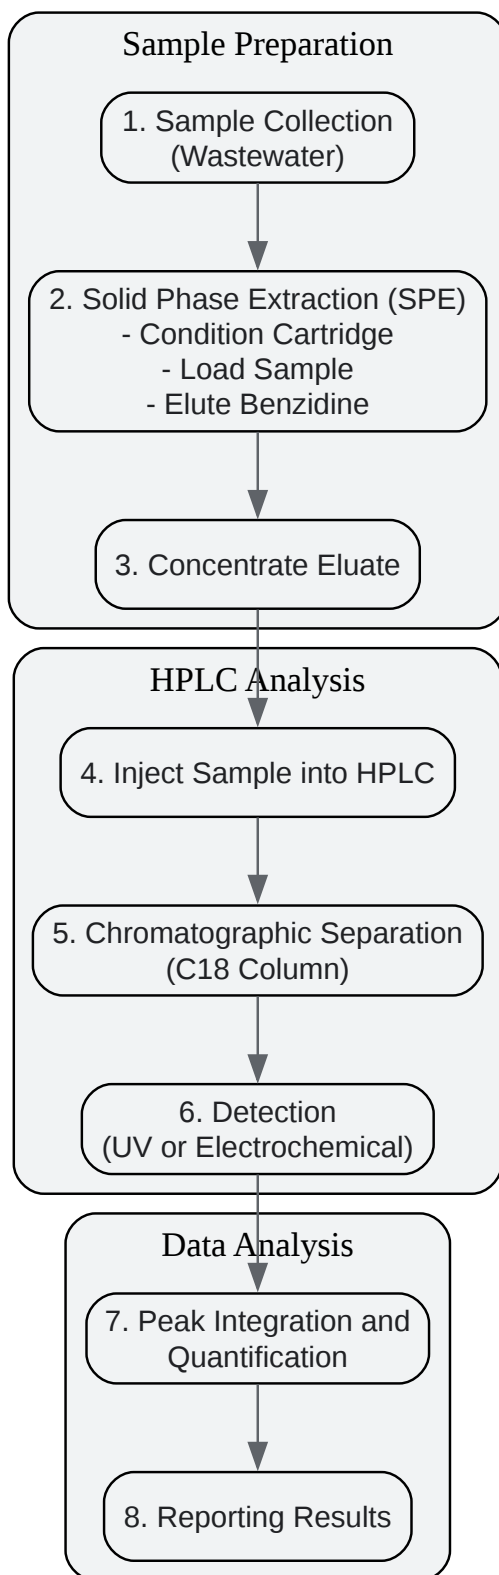 Sample Preparation
1. Sample Collection
(Wastewater)
2. Solid Phase Extraction (SPE)
- Condition Cartridge
- Load Sample
- Elute Benzidine
3. Concentrate Eluate
HPLC Analysis
4. Inject Sample into HPLC
5. Chromatographic Separation
(C18 Column)
6. Detection
(UV or Electrochemical)
Data Analysis
7. Peak Integration and
Quantification
8. Reporting Results